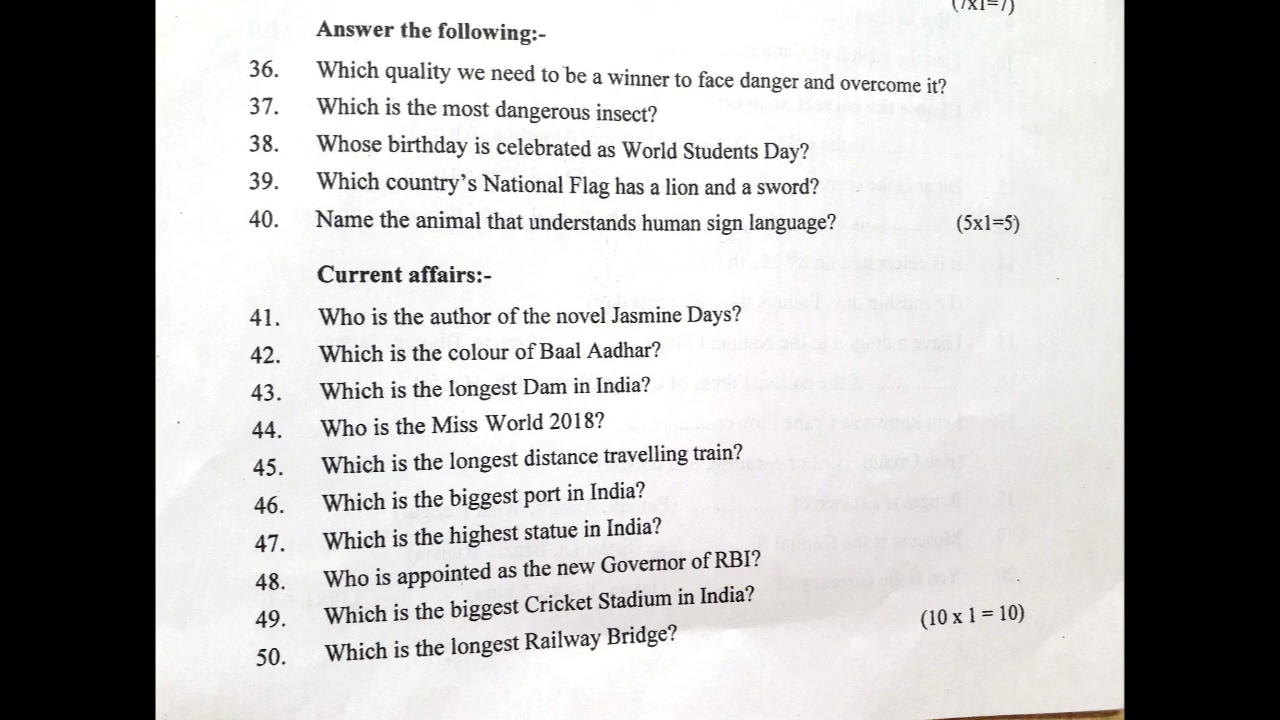 (7x1=7)
Answer the following:-
36. Which quality we need to be a winner to face danger and overcome it?
37. Which is the most dangerous insect?
38. Whose birthday is celebrated as World Students Day?
39. Which country's National Flag has a lion and a sword?
40. Name the animal that understands human sign language? (5x1=5)
Current affairs:-
41. Who is the author of the novel Jasmine Days?
42. Which is the colour of Baal Aadhar?
43. Which is the longest Dam in India?
44. Who is the Miss World 2018?
45. Which is the longest distance travelling train?
46. Which is the biggest port in India?
47. Which is the highest statue in India?
48. Who is appointed as the new Governor of RBI?
49. Which is the biggest Cricket Stadium in India?
50. Which is the longest Railway Bridge? (10 x 1 = 10)